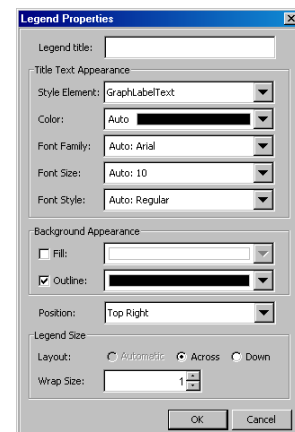 Legend Properties
Legend title:
Title Text Appearance
Style Element: GraphLabelText
Color: Auto
Font Family: Auto: Arial
Font Size: Auto: 10
Font Style: Auto: Regular
Background Appearance
Fill:
Outline:
Position: Top Right
Legend Size
Layout: Automatic Across Down
Wrap Size: 1
OK Cancel